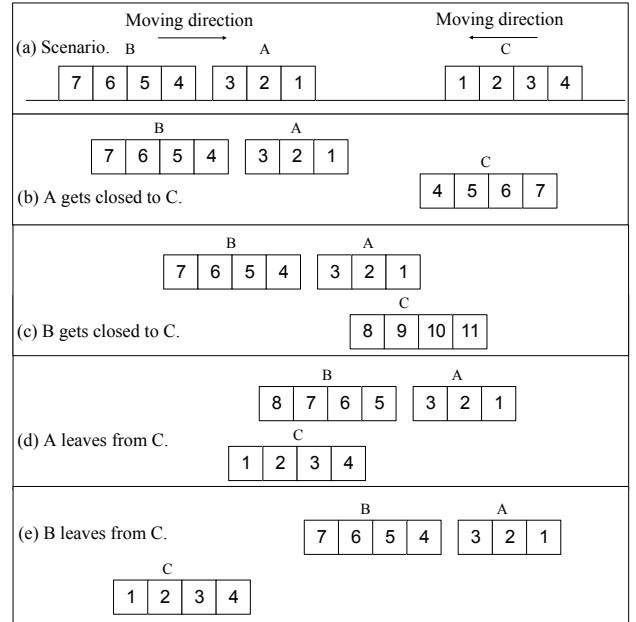 Moving direction Moving direction
(a) Scenario. B A C
7 6 5 4 3 2 1 1 2 3 4
B A
7 6 5 4 3 2 1
C
(b) A gets closed to C. 4 5 6 7
B A
7 6 5 4 3 2 1
C
(c) B gets closed to C. 8 9 10 11
B A
8 7 6 5 3 2 1
C
(d) A leaves from C.
1 2 3 4
B A
(e) B leaves from C. 7 6 5 4 3 2 1
C
1 2 3 4